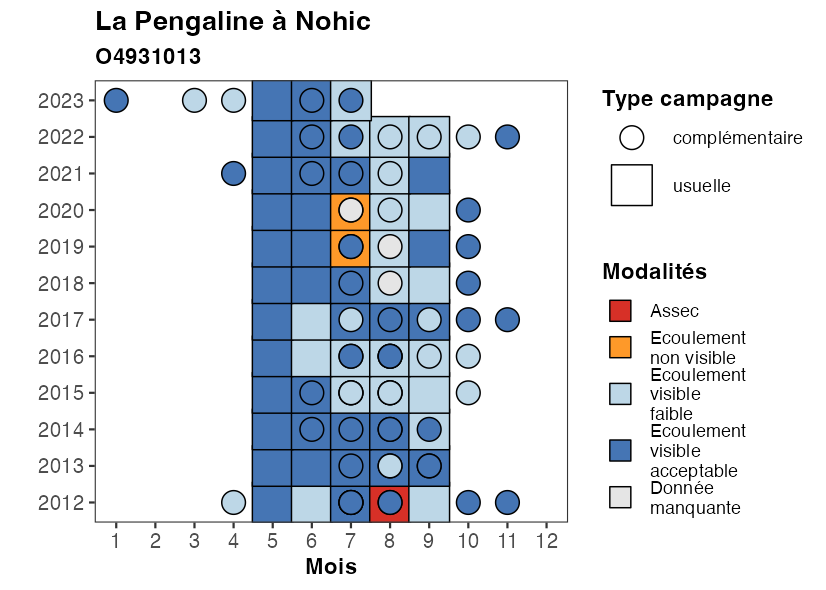 La Pengaline à Nohic
O4931013
2023
2022
2021
2020
2019
2018
2017
2016
2015
2014
2013
2012
1 2 3 4 5 6 7 8 9 10 11 12
Mois
Type campagne
complémentaire
usuelle
Modalités
Assec
Ecoulement
non visible
Ecoulement
visible
faible
Ecoulement
visible
acceptable
Donnée
manquante